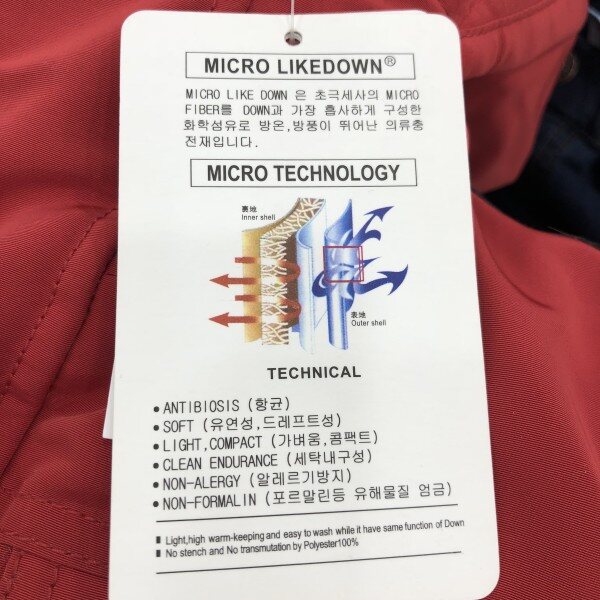 MICRO LIKEDOWN®
MICRO LIKE DOWN 은 초극세사의 MICRO
FIBER를 DOWN과 가장 흡사하게 구성한
화학섬유로 방온,방풍이 뛰어난 의류충
전재입니다.
MICRO TECHNOLOGY
裏地
Inner shell
表地
Outer shell
TECHNICAL
•ANTIBIOSIS (항균)
•SOFT (유연성,드레프트성)
•LIGHT,COMPACT (가벼움,콤팩트)
•CLEAN ENDURANCE (세탁내구성)
•NON-ALERGY (알레르기방지)
•NON-FORMALIN (포르말린등 유해물질 엄금)
■ Light,high warm-keeping and easy to wash while it have same function of Down
■ No stench and No transmutation by Polyester100%